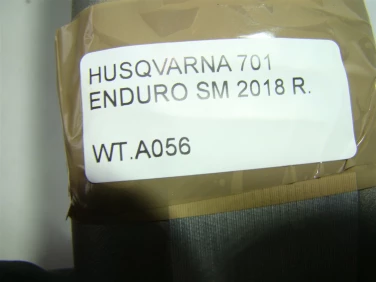 HUSQVARNA 701
ENDURO SM 2018 R.
WT.A056